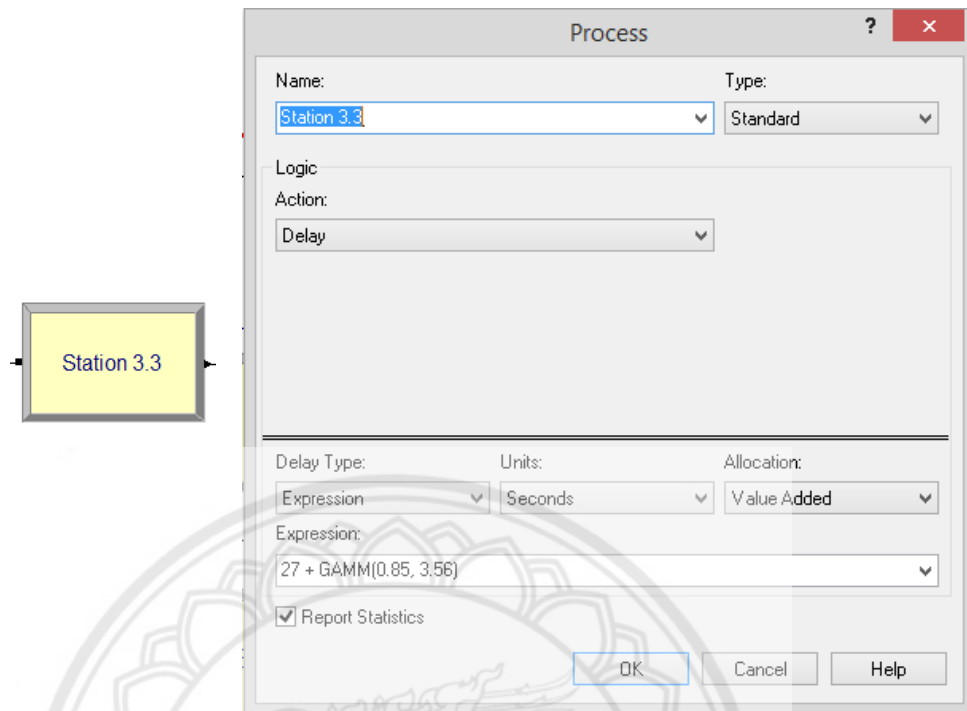 Process
?
×
Name:
Type:
Station 3.3
Standard
Logic
Action:
Delay
Station 3.3
Delay Type:
Units:
Allocation:
Expression
Seconds
Value Added
Expression:
27 + GAMM(0.85, 3.56)
Report Statistics
OK
Cancel
Help